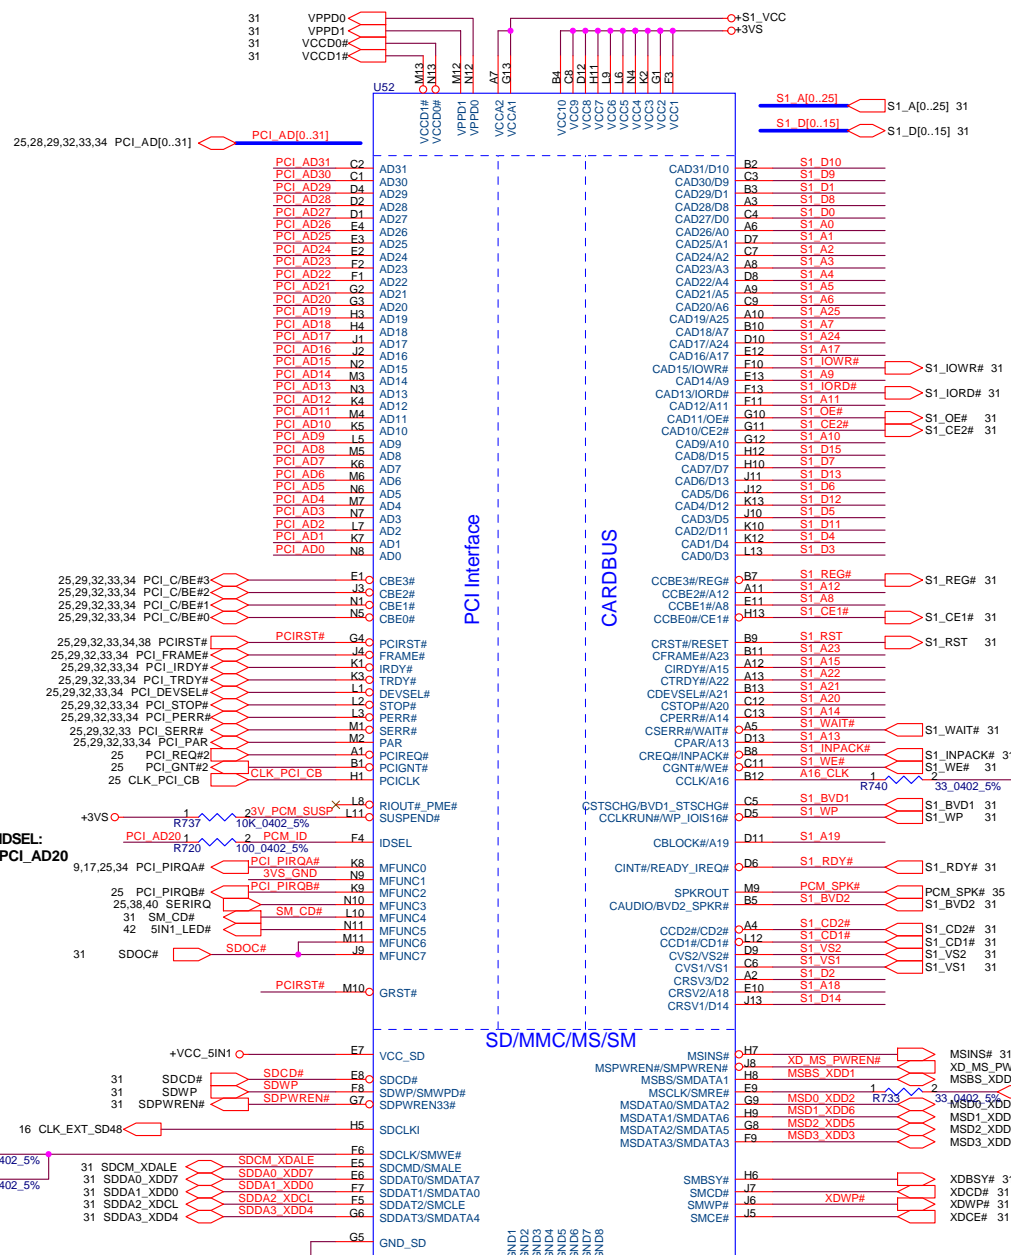 31 VPPD0
31 VPPD1
31 VCCD0#
31 VCCD1#
+S1_VCC
+3VS
M13 N13 M12 N12 A7 G13 B4 C8 D12 H11 L9 L6 N4 K2 G1 F3
U52
VCCD1# VCCD0# VPPD1 VPPD0 VCCA2 VCCA1 VCC10 VCC9 VCC8 VCC7 VCC6 VCC5 VCC4 VCC3 VCC2 VCC1
S1_A[0..25] S1_A[0..25] 31
S1_D[0..15] S1_D[0..15] 31
25,28,29,32,33,34 PCI_AD[0..31] PCI_AD[0..31]
PCI_AD31 C2 AD31 CAD31/D10 B2 S1_D10
PCI_AD30 C1 AD30 CAD30/D9 C3 S1_D9
PCI_AD29 D4 AD29 CAD29/D1 B3 S1_D1
PCI_AD28 D2 AD28 CAD28/D8 A3 S1_D8
PCI_AD27 D1 AD27 CAD27/D0 C4 S1_D0
PCI_AD26 E4 AD26 CAD26/A0 A6 S1_A0
PCI_AD25 E3 AD25 CAD25/A1 D7 S1_A1
PCI_AD24 E2 AD24 CAD24/A2 C7 S1_A2
PCI_AD23 F2 AD23 CAD23/A3 A8 S1_A3
PCI_AD22 F1 AD22 CAD22/A4 D8 S1_A4
PCI_AD21 G2 AD21 CAD21/A5 A9 S1_A5
PCI_AD20 G3 AD20 CAD20/A6 C9 S1_A6
PCI_AD19 H3 AD19 CAD19/A25 A10 S1_A25
PCI_AD18 H4 AD18 CAD18/A7 B10 S1_A7
PCI_AD17 J1 AD17 CAD17/A24 D10 S1_A24
PCI_AD16 J2 AD16 CAD16/A17 E12 S1_A17
PCI_AD15 N2 AD15 CAD15/IOWR# F10 S1_IOWR# S1_IOWR# 31
PCI_AD14 M3 AD14 CAD14/A9 E13 S1_A9
PCI_AD13 N3 AD13 CAD13/IORD# F13 S1_IORD# S1_IORD# 31
PCI_AD12 K4 AD12 CAD12/A11 F11 S1_A11
PCI_AD11 M4 AD11 CAD11/OE# G10 S1_OE# S1_OE# 31
PCI_AD10 K5 AD10 CAD10/CE2# G11 S1_CE2# S1_CE2# 31
PCI_AD9 L5 AD9 CAD9/A10 G12 S1_A10
PCI_AD8 M5 AD8 CAD8/D15 H12 S1_D15
PCI_AD7 K6 AD7 CAD7/D7 H10 S1_D7
PCI_AD6 M6 AD6 CAD6/D13 J11 S1_D13
PCI_AD5 N6 AD5 CAD5/D6 J12 S1_D6
PCI_AD4 M7 AD4 CAD4/D12 K13 S1_D12
PCI_AD3 N7 AD3 CAD3/D5 J10 S1_D5
PCI_AD2 L7 AD2 CAD2/D11 K10 S1_D11
PCI_AD1 K7 AD1 CAD1/D4 K12 S1_D4
PCI_AD0 N8 AD0 CAD0/D3 L13 S1_D3
PCI Interface
CARDBUS
25,29,32,33,34 PCI_C/BE#3 E1 CBE3# CCBE3#/REG# B7 S1_REG# S1_REG# 31
25,29,32,33,34 PCI_C/BE#2 J3 CBE2# CCBE2#/A12 A11 S1_A12
25,29,32,33,34 PCI_C/BE#1 N1 CBE1# CCBE1#/A8 E11 S1_A8
25,29,32,33,34 PCI_C/BE#0 N5 CBE0# CCBE0#/CE1# H13 S1_CE1# S1_CE1# 31
25,29,32,33,34,38 PCIRST# PCIRST# G4 PCIRST# CRST#/RESET B9 S1_RST S1_RST 31
25,29,32,33,34 PCI_FRAME# J4 FRAME# CFRAME#/A23 B11 S1_A23
25,29,32,33,34 PCI_IRDY# K1 IRDY# CIRDY#/A15 A12 S1_A15
25,29,32,33,34 PCI_TRDY# K3 TRDY# CTRDY#/A22 A13 S1_A22
25,29,32,33,34 PCI_DEVSEL# L1 DEVSEL# CDEVSEL#/A21 B13 S1_A21
25,29,32,33,34 PCI_STOP# L2 STOP# CSTOP#/A20 C12 S1_A20
25,29,32,33,34 PCI_PERR# L3 PERR# CPERR#/A14 C13 S1_A14
25,29,32,33 PCI_SERR# M1 SERR# CSERR#/WAIT# A5 S1_WAIT# S1_WAIT# 31
25,29,32,33,34 PCI_PAR M2 PAR CPAR/A13 D13 S1_A13
25 PCI_REQ#2 A1 PCIREQ# CREQ#/INPACK# B8 S1_INPACK# S1_INPACK# 31
25 PCI_GNT#2 B1 PCIGNT# CGNT#/WE# C11 S1_WE# S1_WE# 31
25 CLK_PCI_CB CLK_PCI_CB H1 PCICLK CCLK/A16 B12 A16_CLK 1 2
R740 33_0402_5%
L8 RIOUT#_PME# CSTSCHG/BVD1_STSCHG# C5 S1_BVD1 S1_BVD1 31
+3VS 1 2 3V_PCM_SUSP L11 SUSPEND# CCLKRUN#/WP_IOIS16# D5 S1_WP S1_WP 31
R737 10K_0402_5%
IDSEL:
PCI_AD20
PCI_AD20 1 2 PCM_ID F4 IDSEL CBLOCK#/A19 D11 S1_A19
R720 100_0402_5%
9,17,25,34 PCI_PIRQA# PCI_PIRQA# K8 MFUNC0 CINT#/READY_IREQ# D6 S1_RDY# S1_RDY# 31
3VS_GND N9 MFUNC1
25 PCI_PIRQB# PCI_PIRQB# K9 MFUNC2 SPKROUT M9 PCM_SPK# PCM_SPK# 35
25,38,40 SERIRQ N10 MFUNC3 CAUDIO/BVD2_SPKR# B5 S1_BVD2 S1_BVD2 31
31 SM_CD# SM_CD# L10 MFUNC4
42 5IN1_LED# N11 MFUNC5 CCD2#/CD2# A4 S1_CD2# S1_CD2# 31
M11 MFUNC6 CCD1#/CD1# L12 S1_CD1# S1_CD1# 31
31 SDOC# SDOC# J9 MFUNC7 CVS2/VS2# D9 S1_VS2 S1_VS2 31
CVS1/VS1 C6 S1_VS1 S1_VS1 31
CRSV3/D2 A2 S1_D2
PCIRST# M10 GRST# CRSV2/A18 E10 S1_A18
CRSV1/D14 J13 S1_D14
SD/MMC/MS/SM
+VCC_5IN1 E7 VCC_SD MSINS# H7 MSINS# 31
MSPWREN#/SMPWREN# J8 XD_MS_PWREN# XD_MS_PW
31 SDCD# SDCD# E8 SDCD# MSBS/SMDATA1 H8 MSBS_XDD1 MSBS_XDD
31 SDWP SDWP F8 SDWP/SMWPD# MSCLK/SMRE# E9 1 2
R733 33_0402_5%
31 SDPWREN# SDPWREN# G7 SDPWREN33# MSDATA0/SMDATA2 G9 MSD0_XDD2 MSD0_XDD
MSDATA1/SMDATA6 H9 MSD1_XDD6 MSD1_XDD
16 CLK_EXT_SD48 H5 SDCLKI MSDATA2/SMDATA5 G8 MSD2_XDD5 MSD2_XDD
MSDATA3/SMDATA3 F9 MSD3_XDD3 MSD3_XDD
402_5% F6 SDCLK/SMWE#
31 SDCM_XDALE SDCM_XDALE E5 SDCMD/SMALE
402_5% 31 SDDA0_XDD7 SDDA0_XDD7 E6 SDDAT0/SMDATA7 SMBSY# H6 XDBSY# 31
31 SDDA1_XDD0 SDDA1_XDD0 F7 SDDAT1/SMDATA0 SMCD# J7 XDCD# 31
31 SDDA2_XDCL SDDA2_XDCL F5 SDDAT2/SMCLE SMWP# J6 XDWP# XDWP# 31
31 SDDA3_XDD4 SDDA3_XDD4 G6 SDDAT3/SMDATA4 SMCE# J5 XDCE# 31
G5 GND_SD
GND1 GND2 GND3 GND4 GND5 GND6 GND7 GND8